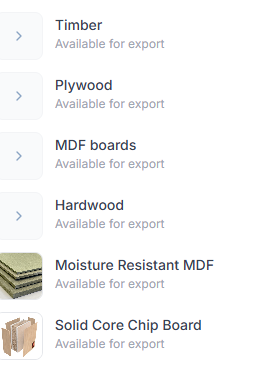 Timber
Available for export
Plywood
Available for export
MDF boards
Available for export
Hardwood
Available for export
Moisture Resistant MDF
Available for export
Solid Core Chip Board
Available for export